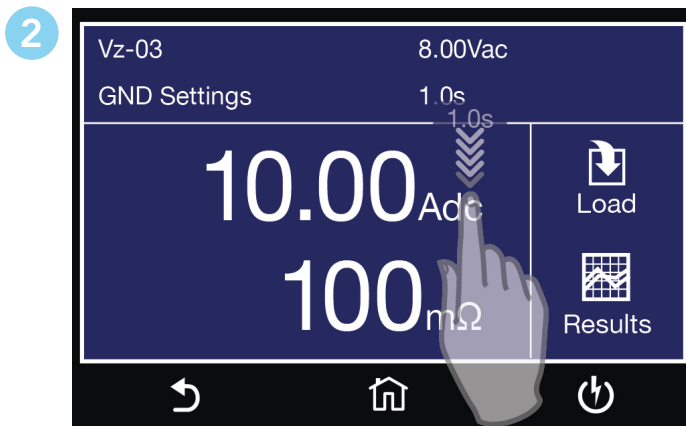 2
Vz-03 8.00Vac
GND Settings 1.0s
1.0s
10.00Adc
Load
100mΩ
Results